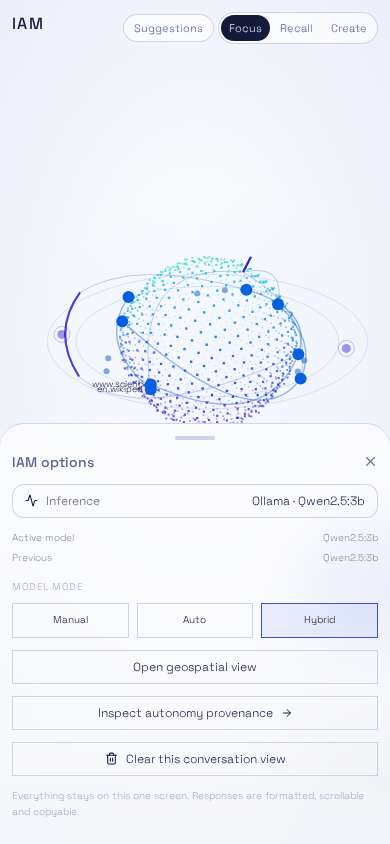 IAM
Suggestions
Focus
Recall
Create
IAM options
Inference
Ollama · Qwen2.5:3b
Active model
Qwen2.5:3b
Previous
Qwen2.5:3b
MODEL MODE
Manual
Auto
Hybrid
Open geospatial view
Inspect autonomy provenance →
Clear this conversation view
Everything stays on this one screen. Responses are formatted, scrollable
and copyable.